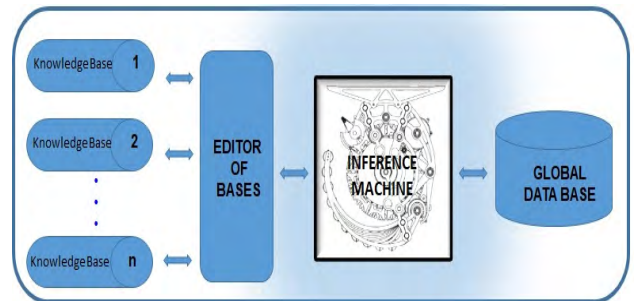 KnowledgeBase 1
KnowledgeBase 2
KnowledgeBase n
EDITOR
OF
BASES
INFERENCE
MACHINE
GLOBAL
DATA BASE